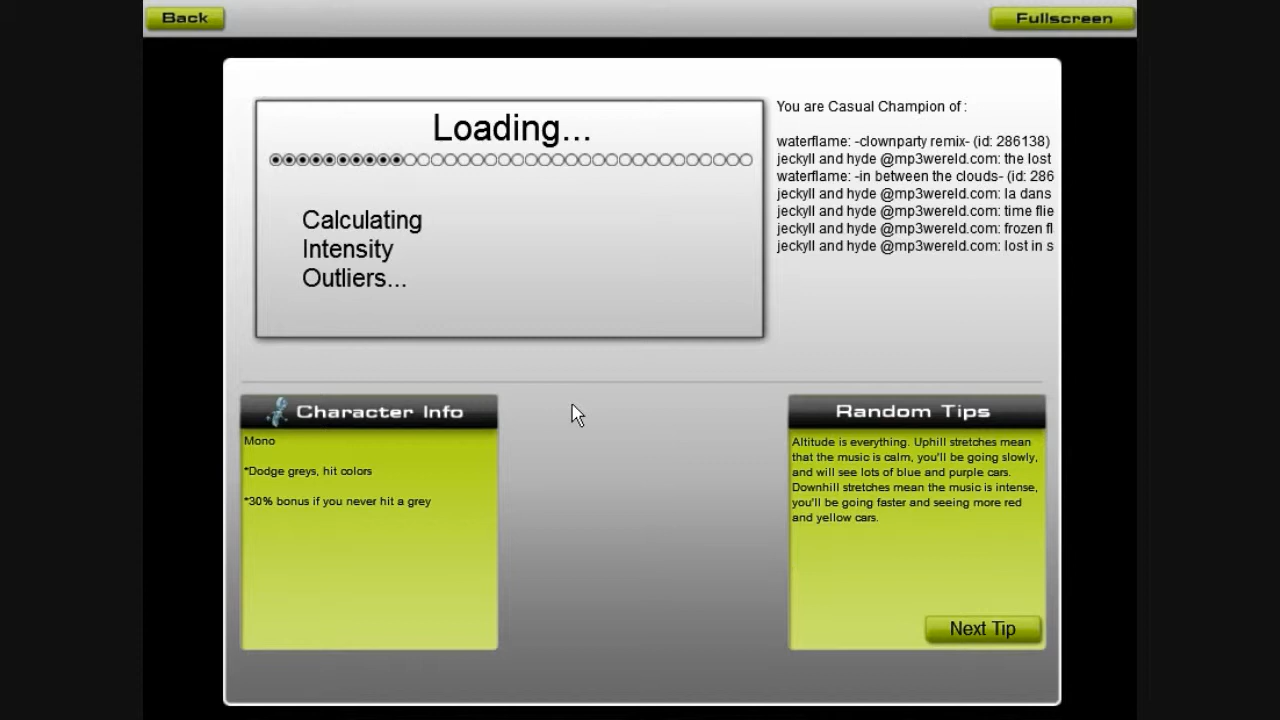 Back
Fullscreen
Loading...
Calculating
Intensity
Outliers...
You are Casual Champion of :
waterflame: -clownparty remix- (id: 286138)
jeckyll and hyde @mp3wereld.com: the lost
waterflame: -in between the clouds- (id: 286
jeckyll and hyde @mp3wereld.com: la dans
jeckyll and hyde @mp3wereld.com: time flie
jeckyll and hyde @mp3wereld.com: frozen fl
jeckyll and hyde @mp3wereld.com: lost in s
Character Info
Mono
*Dodge greys, hit colors
*30% bonus if you never hit a grey
Random Tips
Altitude is everything. Uphill stretches mean
that the music is calm, you'll be going slowly,
and will see lots of blue and purple cars.
Downhill stretches mean the music is intense,
you'll be going faster and seeing more red
and yellow cars.
Next Tip